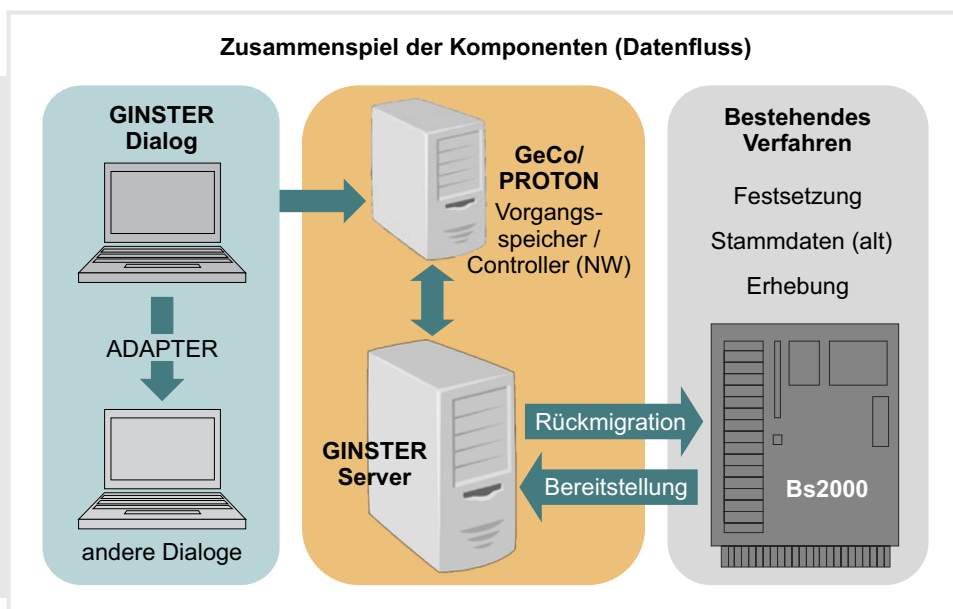 Zusammenspiel der Komponenten (Datenfluss)
GINSTER
Dialog
ADAPTER
andere Dialoge
GeCo/
PROTON
Vorgangs-
speicher /
Controller (NW)
GINSTER
Server
Rückmigration
Bereitstellung
Bestehendes
Verfahren
Festsetzung
Stammdaten (alt)
Erhebung
Bs2000